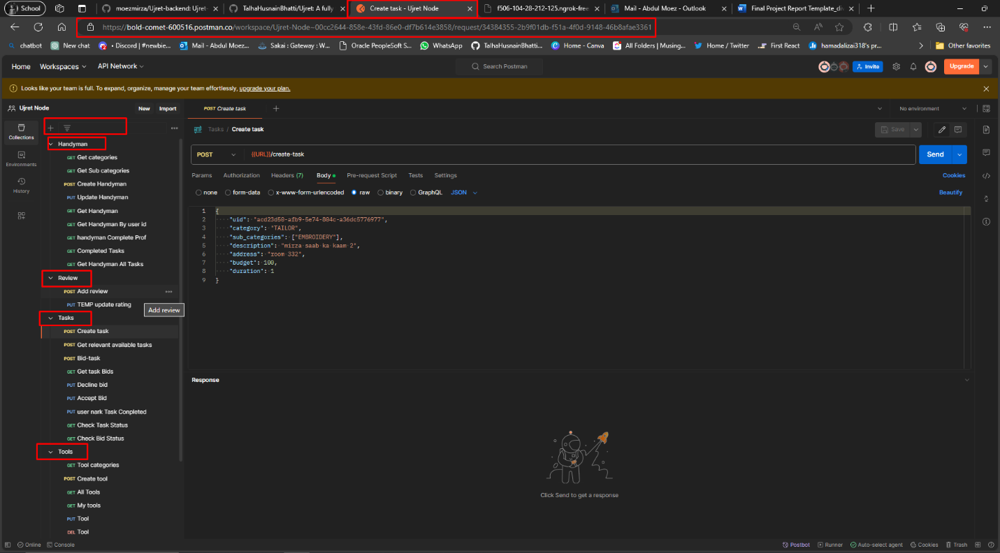 School
moezmirza/Ujret-backend: Ujret-
TalhaHusnainBhatti/Ujret: A fully
Create task - Ujret Node
f506-104-28-212-125.ngrok-free
Mail - Abdul Moez - Outlook
Final Project Report Template_div
https://bold-comet-600516.postman.co/workspace/Ujret-Node~00cc2644-858e-43fd-86e0-df7b614e3858/request/34384355-2b9f01db-f51a-4f0d-9148-46b8afae3361
chatbot
New chat
• Discord | #newbie...
Mail - Abdul Moez...
Sakai : Gateway : W...
Oracle PeopleSoft S...
WhatsApp
TalhaHusnainBhatti...
Home - Canva
All Folders | Musing...
Home / Twitter
First React
hamadalizai318's pr...
Other favorites
Home
Workspaces
API Network
Search Postman
Invite
Upgrade
Looks like your team is full. To expand, organize, manage your team effortlessly, upgrade your plan.
Ujret Node
New
Import
POST Create task
No environment
Collections
Environments
History
Handyman
GET Get categories
GET Get Sub categories
POST Create Handyman
PUT Update Handyman
GET Get Handyman
GET Get Handyman By user id
GET handyman Complete Prof
GET Completed Tasks
GET Get Handyman All Tasks
Review
POST Add review
PUT TEMP update rating
Add review
Tasks
POST Create task
POST Get relevant available tasks
POST Bid-task
GET Get task Bids
PUT Decline bid
PUT Accept Bid
PUT user nark Task Conpleted
GET Check Task Status
GET Check Bid Status
Tools
GET Tool categories
POST Create tool
GET All Tools
GET My tools
PUT Tool
DEL Tool
HTTP
Tasks / Create task
Save
POST
{{URL}}/create-task
Send
Params
Authorization
Headers (7)
Body
Pre-request Script
Tests
Settings
Cookies
none
form-data
x-www-form-urlencoded
raw
binary
GraphQL
JSON
Beautify
1 {
2 "uid": "acd23d50-afb9-5e74-804c-a36dc5776977",
3 "category": "TAILOR",
4 "sub_categories": ["EMBROIDERY"],
5 "description": "mirza saab ka kaam 2",
6 "address": "room 332",
7 "budget": 100,
8 "duration": 1
9 }
Response
Click Send to get a response
Online
Console
Postbot
Runner
Auto-select agent
Cookies
Trash